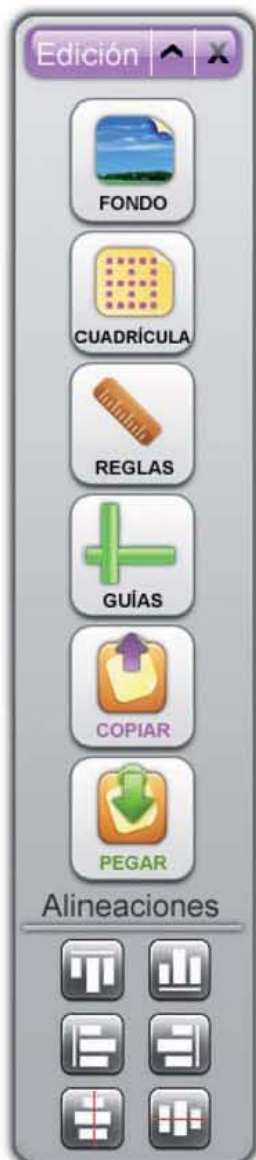 Edición
FONDO
CUADRÍCULA
REGLAS
GUÍAS
COPIAR
PEGAR
Alineaciones